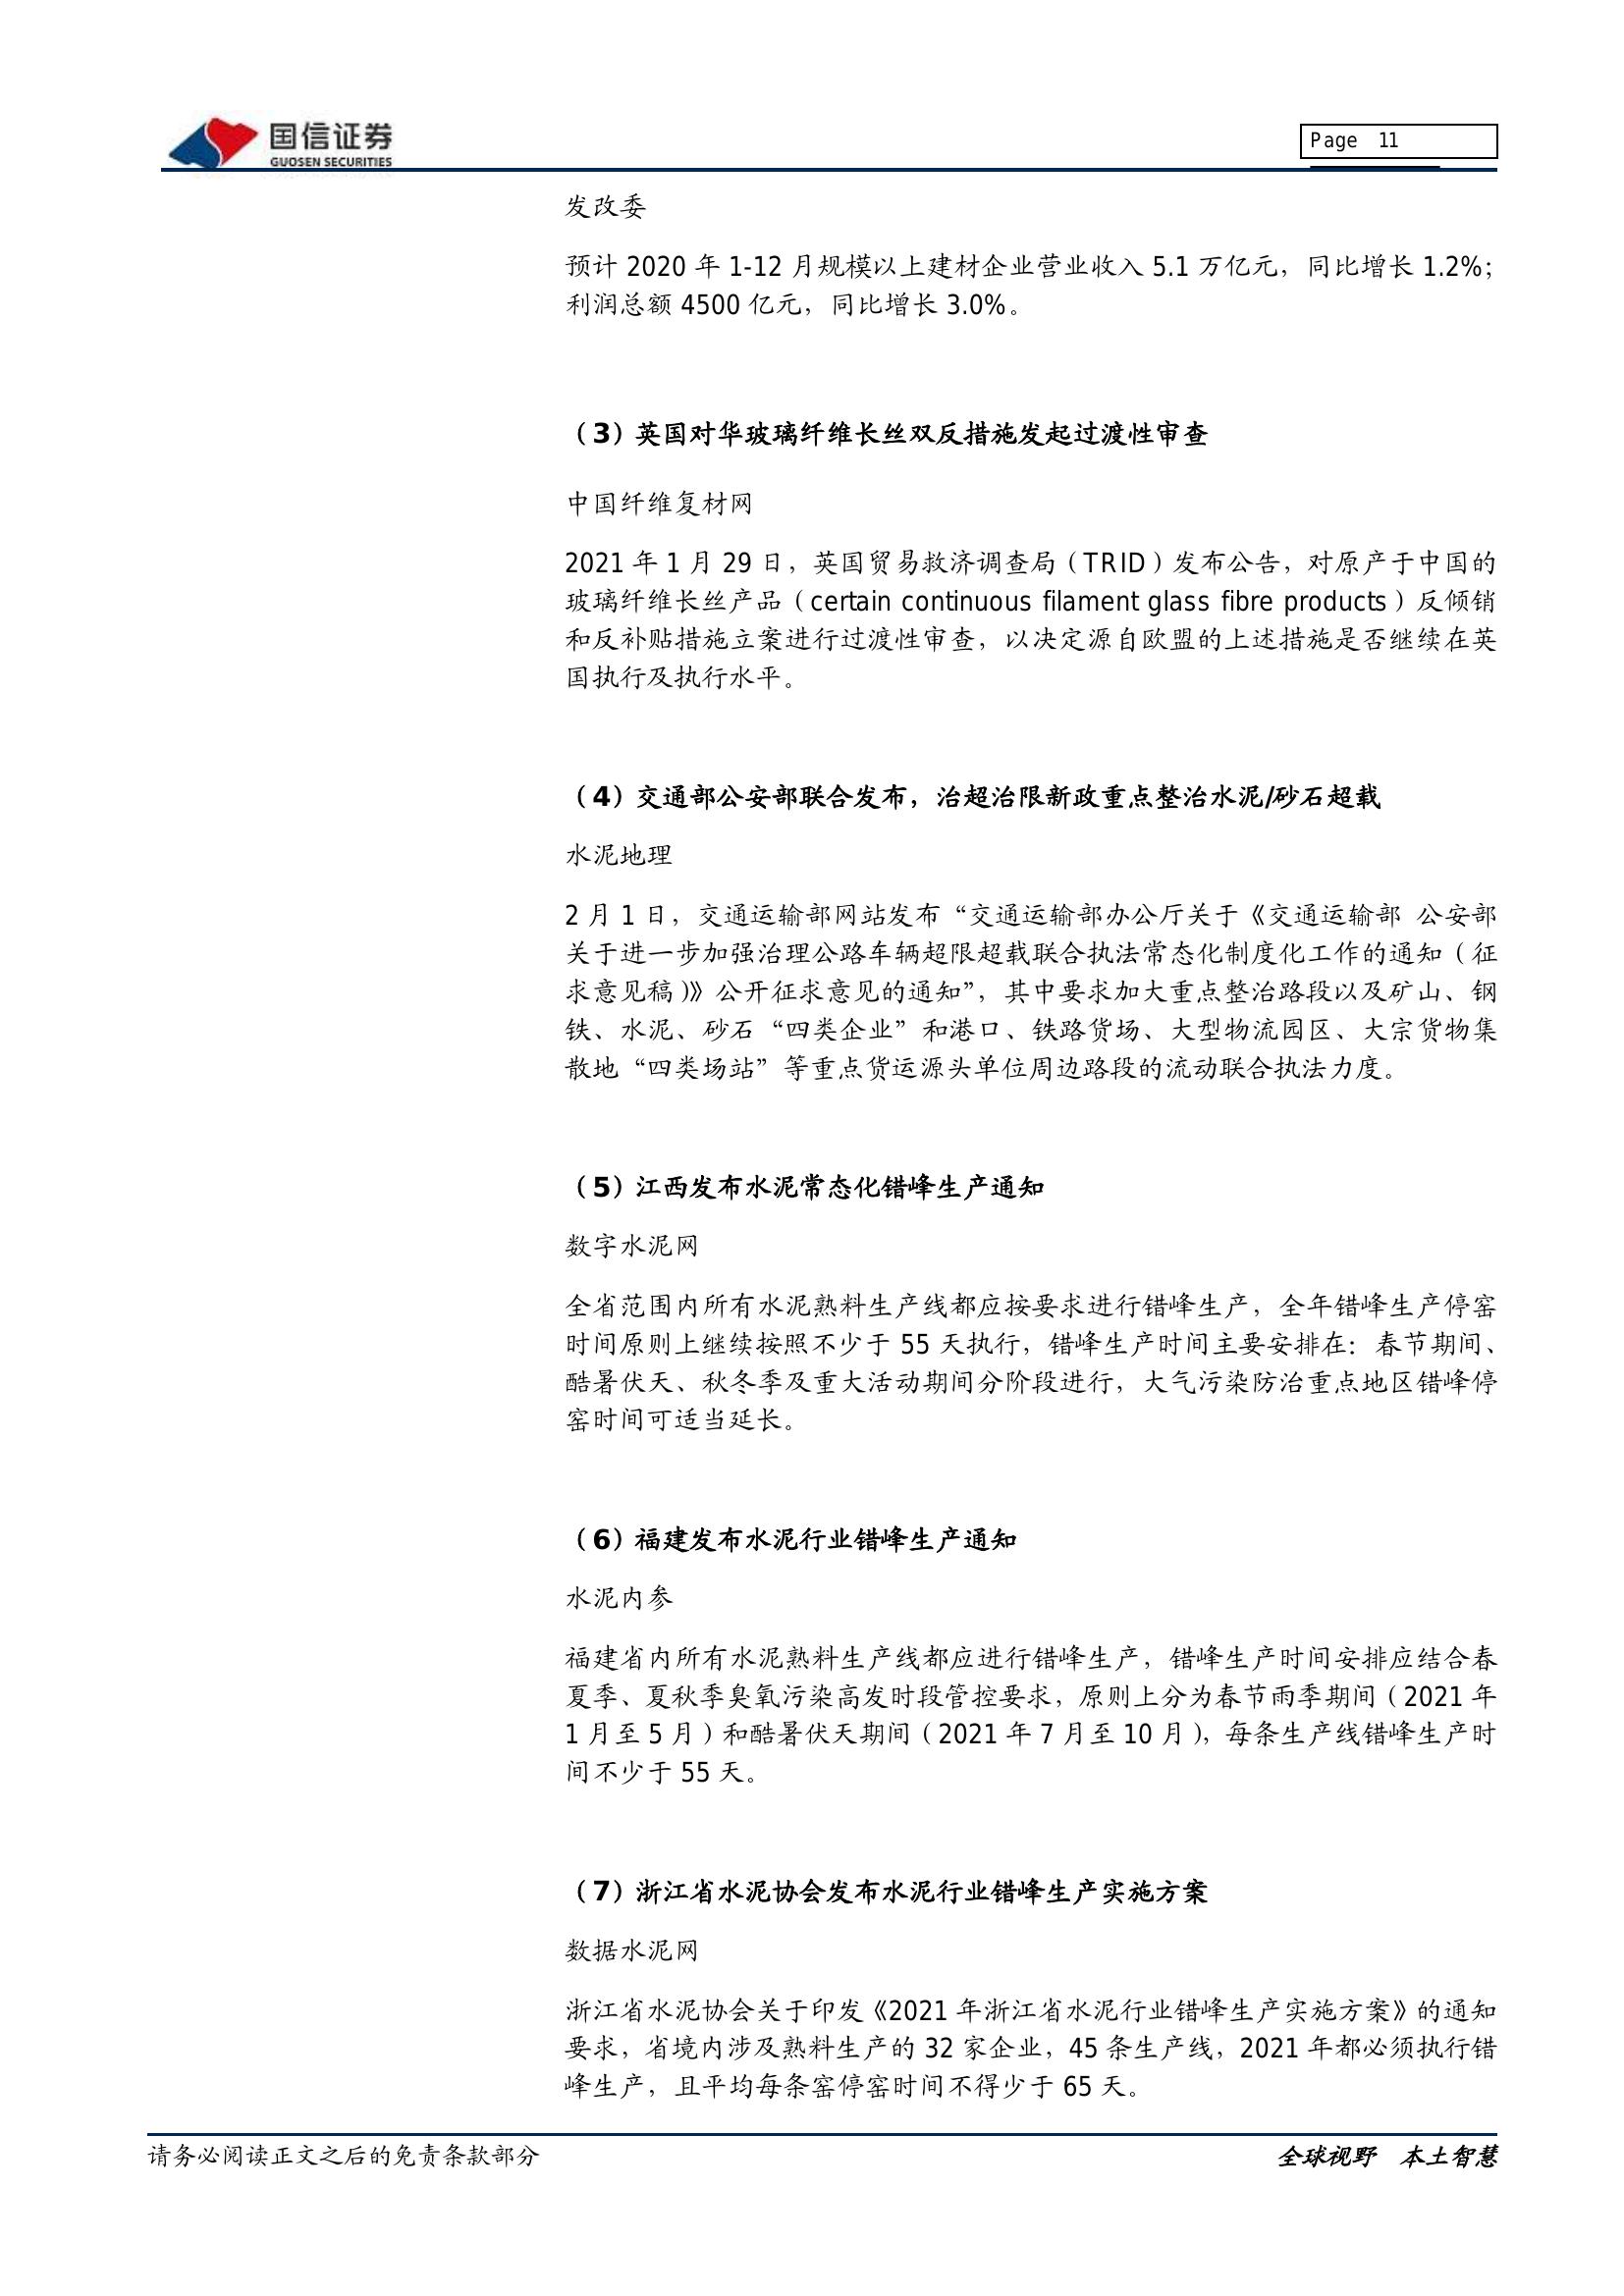 国信证券
GUOSEN SECURITIES
Page 11
发改委
预计 2020 年 1-12 月规模以上建材企业营业收入 5.1 万亿元，同比增长 1.2%；
利润总额 4500 亿元，同比增长 3.0%。
（3）英国对华玻璃纤维长丝双反措施发起过渡性审查
中国纤维复材网
2021 年 1 月 29 日，英国贸易救济调查局（TRID）发布公告，对原产于中国的
玻璃纤维长丝产品（certain continuous filament glass fibre products）反倾销
和反补贴措施立案进行过渡性审查，以决定源自欧盟的上述措施是否继续在英
国执行及执行水平。
（4）交通部公安部联合发布，治超治限新政重点整治水泥/砂石超载
水泥地理
2 月 1 日，交通运输部网站发布“交通运输部办公厅关于《交通运输部 公安部
关于进一步加强治理公路车辆超限超载联合执法常态化制度化工作的通知（征
求意见稿）》公开征求意见的通知”，其中要求加大重点整治路段以及矿山、钢
铁、水泥、砂石“四类企业”和港口、铁路货场、大型物流园区、大宗货物集
散地“四类场站”等重点货运源头单位周边路段的流动联合执法力度。
（5）江西发布水泥常态化错峰生产通知
数字水泥网
全省范围内所有水泥熟料生产线都应按要求进行错峰生产，全年错峰生产停窑
时间原则上继续按照不少于 55 天执行，错峰生产时间主要安排在：春节期间、
酷暑伏天、秋冬季及重大活动期间分阶段进行，大气污染防治重点地区错峰停
窑时间可适当延长。
（6）福建发布水泥行业错峰生产通知
水泥内参
福建省内所有水泥熟料生产线都应进行错峰生产，错峰生产时间安排应结合春
夏季、夏秋季臭氧污染高发时段管控要求，原则上分为春节雨季期间（2021 年
1 月至 5 月）和酷暑伏天期间（2021 年 7 月至 10 月），每条生产线错峰生产时
间不少于 55 天。
（7）浙江省水泥协会发布水泥行业错峰生产实施方案
数据水泥网
浙江省水泥协会关于印发《2021 年浙江省水泥行业错峰生产实施方案》的通知
要求，省境内涉及熟料生产的 32 家企业，45 条生产线，2021 年都必须执行错
峰生产，且平均每条窑停窑时间不得少于 65 天。
请务必阅读正文之后的免责条款部分
全球视野 本土智慧